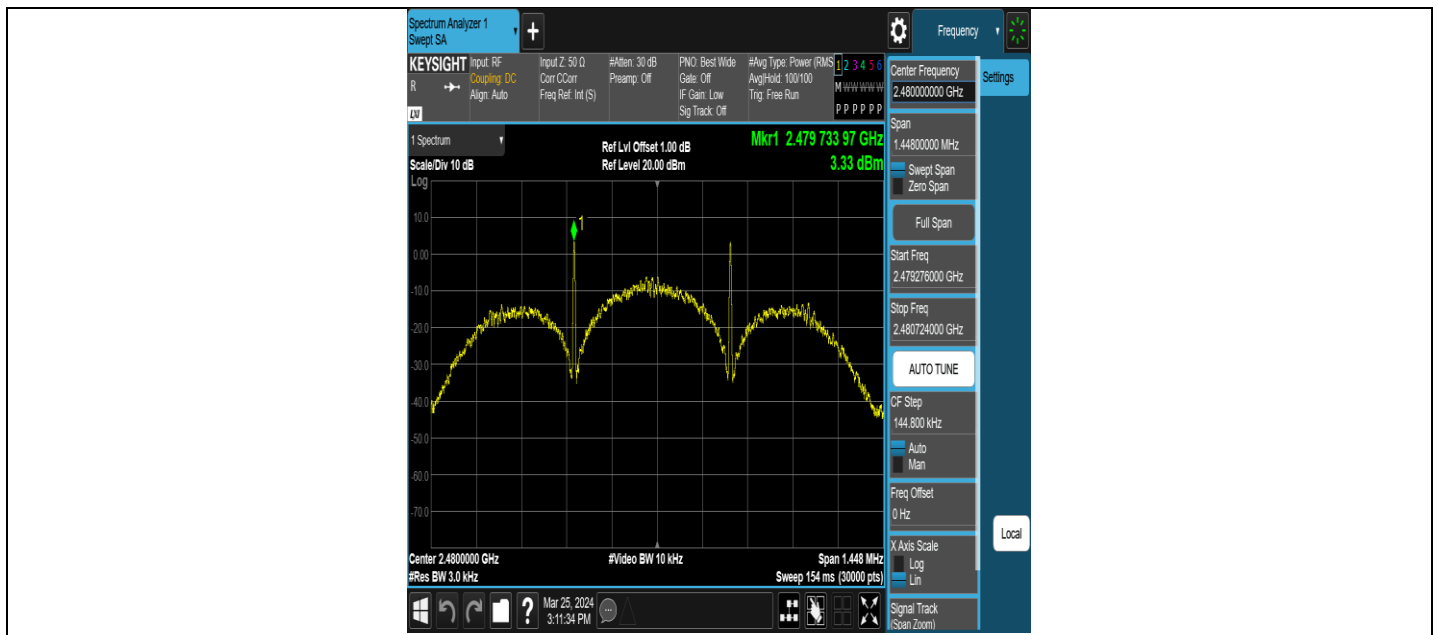 Spectrum Analyzer 1
Swept SA
+
Frequency
KEYSIGHT
R
LXI
Input: RF
Coupling: DC
Align: Auto
Input Z: 50 Ω
Corr CCorr
Freq Ref: Int (S)
#Atten: 30 dB
Preamp: Off
PNO: Best Wide
Gate: Off
IF Gain: Low
Sig Track: Off
#Avg Type: Power (RMS
Avg|Hold: 100/100
Trig: Free Run
1 2 3 4 5 6
M W W W W W
P P P P P P
1 Spectrum
Scale/Div 10 dB
Log
Ref Lvl Offset 1.00 dB
Ref Level 20.00 dBm
Mkr1 2.479 733 97 GHz
3.33 dBm
1
10.0
0.00
-10.0
-20.0
-30.0
-40.0
-50.0
-60.0
-70.0
Center 2.4800000 GHz
#Res BW 3.0 kHz
#Video BW 10 kHz
Span 1.448 MHz
Sweep 154 ms (30000 pts)
Center Frequency
2.480000000 GHz
Settings
Span
1.44800000 MHz
Swept Span
Zero Span
Full Span
Start Freq
2.479276000 GHz
Stop Freq
2.480724000 GHz
AUTO TUNE
CF Step
144.800 kHz
Auto
Man
Freq Offset
0 Hz
X Axis Scale
Log
Lin
Local
Signal Track
(Span Zoom)
?
Mar 25, 2024
3:11:34 PM